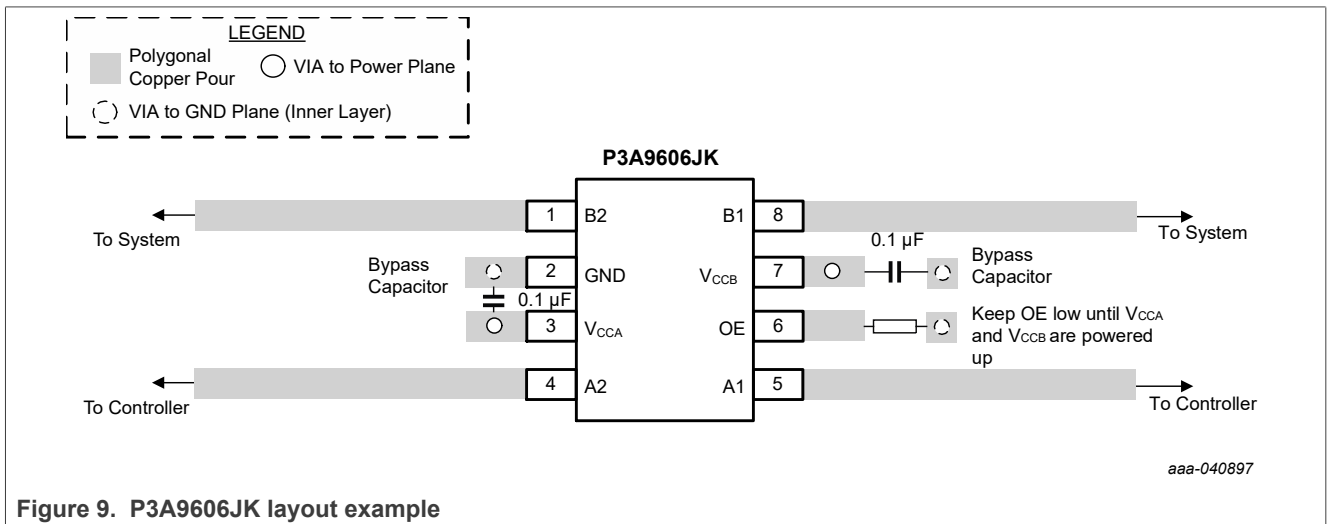 LEGEND
Polygonal
Copper Pour
VIA to Power Plane
VIA to GND Plane (Inner Layer)
P3A9606JK
1
B2
B1
8
To System
To System
Bypass
Capacitor
2
GND
VCCB
7
0.1 µF
Bypass
Capacitor
0.1 µF
3
VCCA
OE
6
Keep OE low until VCCA
and VCCB are powered
up
4
A2
A1
5
To Controller
To Controller
aaa-040897
Figure 9. P3A9606JK layout example